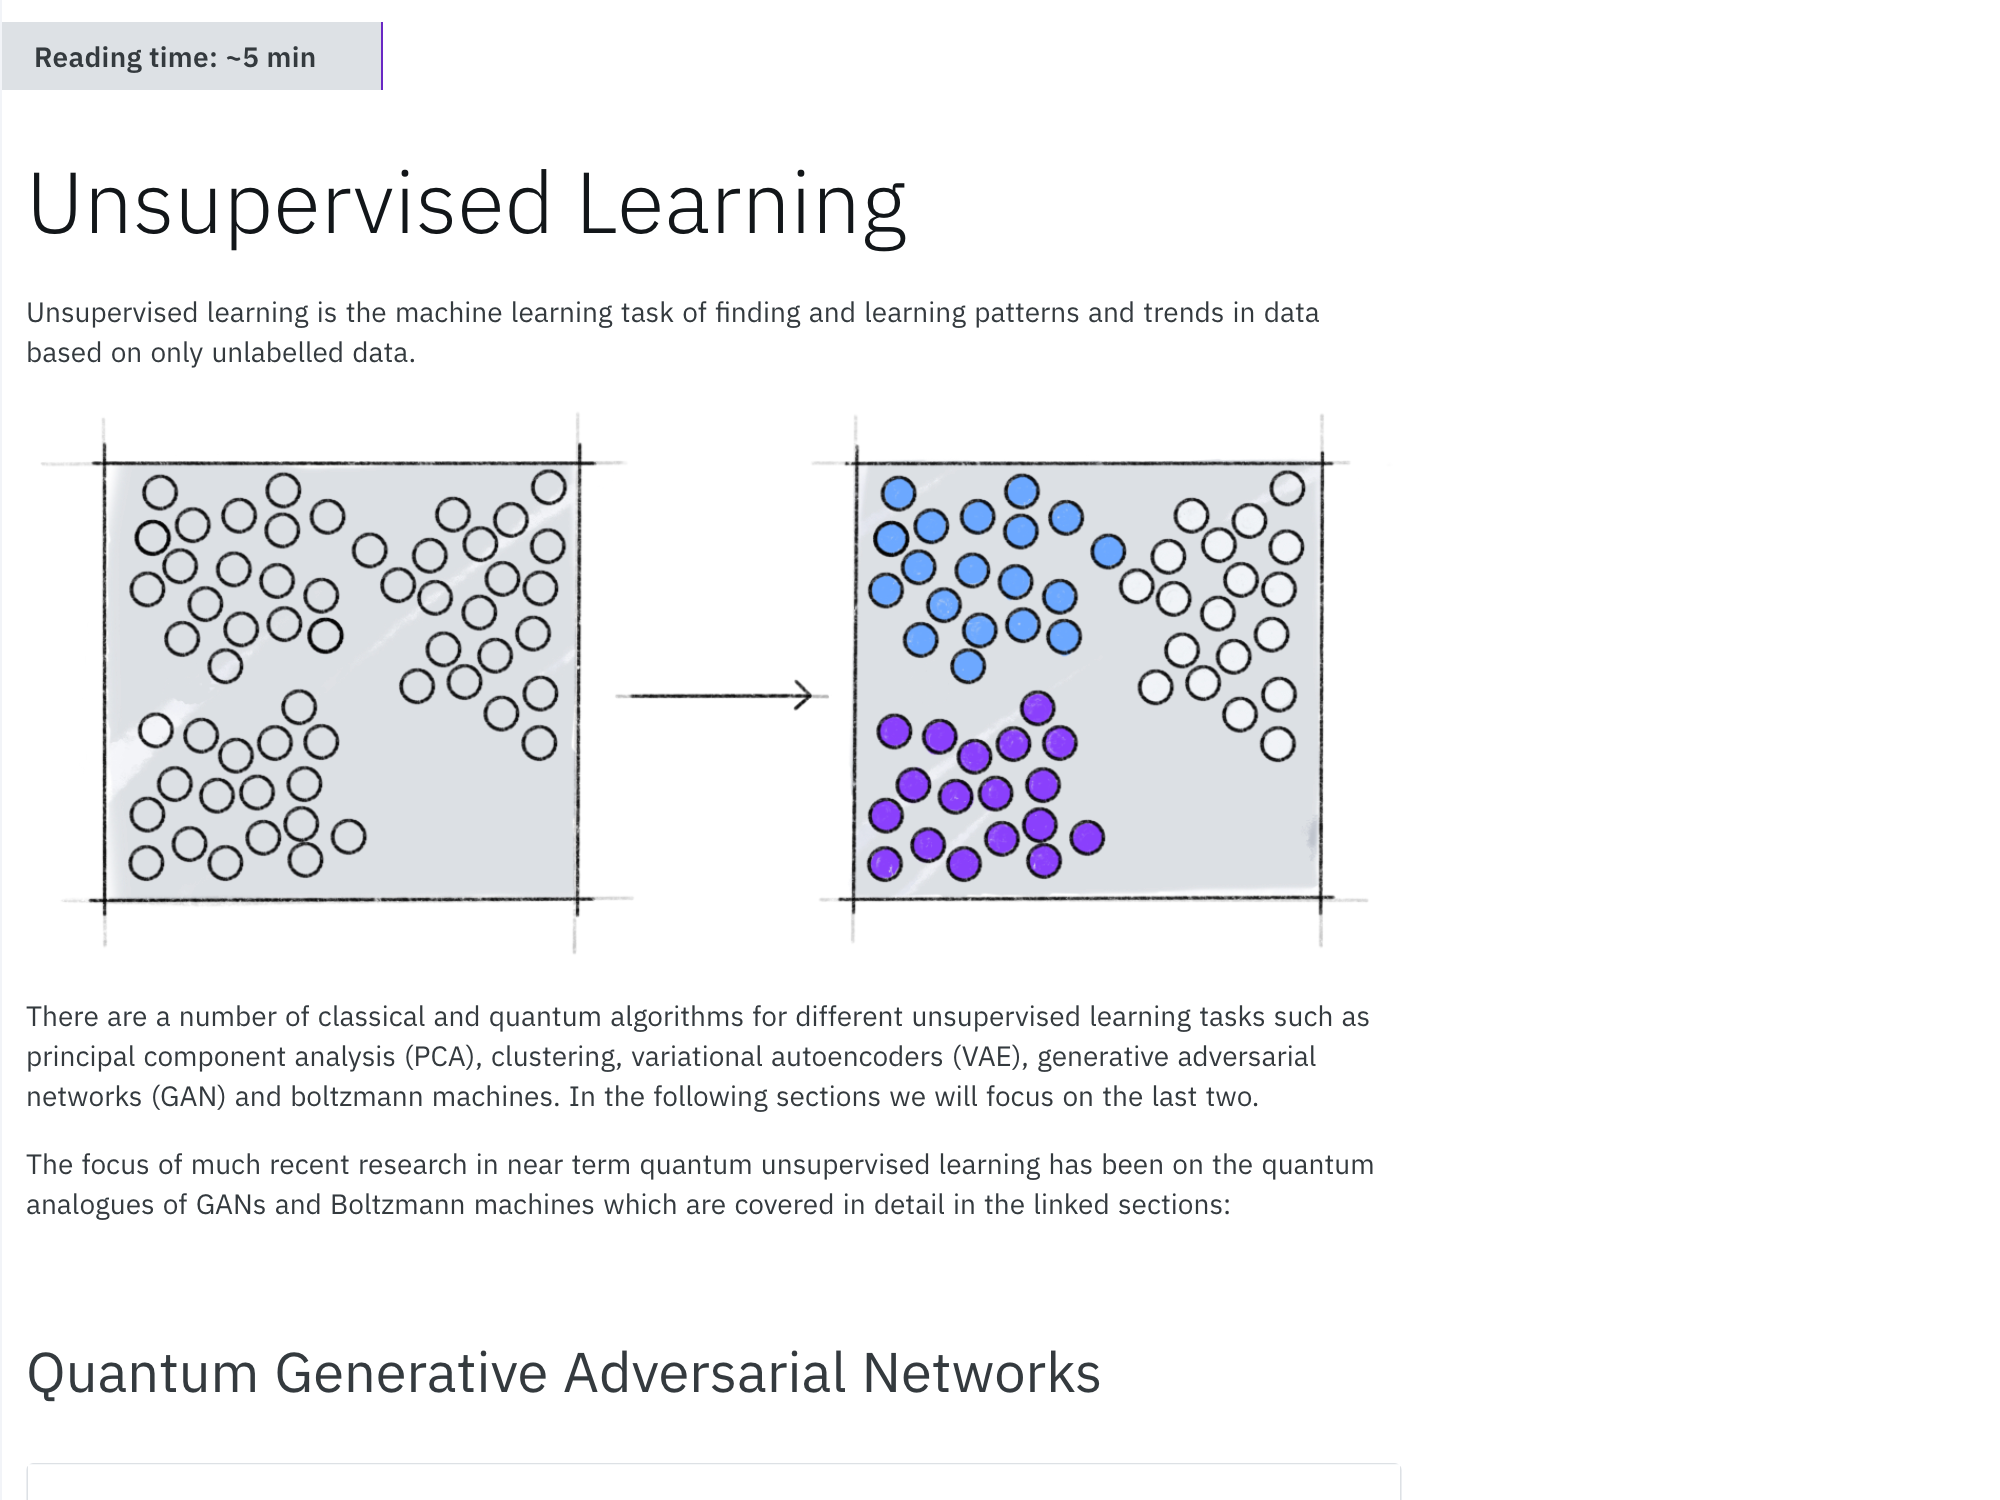 Reading time: ~5 min
Unsupervised Learning
Unsupervised learning is the machine learning task of finding and learning patterns and trends in data
based on only unlabelled data.
There are a number of classical and quantum algorithms for different unsupervised learning tasks such as
principal component analysis (PCA), clustering, variational autoencoders (VAE), generative adversarial
networks (GAN) and boltzmann machines. In the following sections we will focus on the last two.
The focus of much recent research in near term quantum unsupervised learning has been on the quantum
analogues of GANs and Boltzmann machines which are covered in detail in the linked sections:
Quantum Generative Adversarial Networks